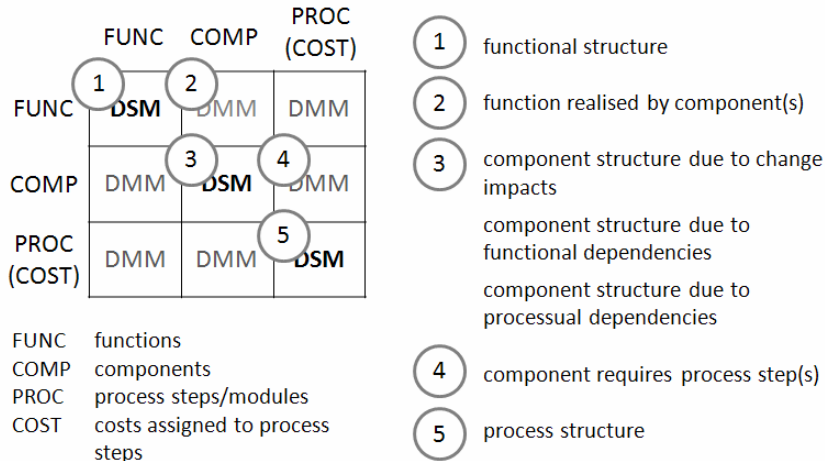 FUNC COMP PROC (COST)
FUNC 1 DSM 2 DMM DMM
COMP DMM 3 DSM 4 DMM
PROC (COST) DMM DMM 5 DSM
FUNC functions
COMP components
PROC process steps/modules
COST costs assigned to process
steps
1 functional structure
2 function realised by component(s)
3 component structure due to change
impacts
component structure due to
functional dependencies
component structure due to
processual dependencies
4 component requires process step(s)
5 process structure